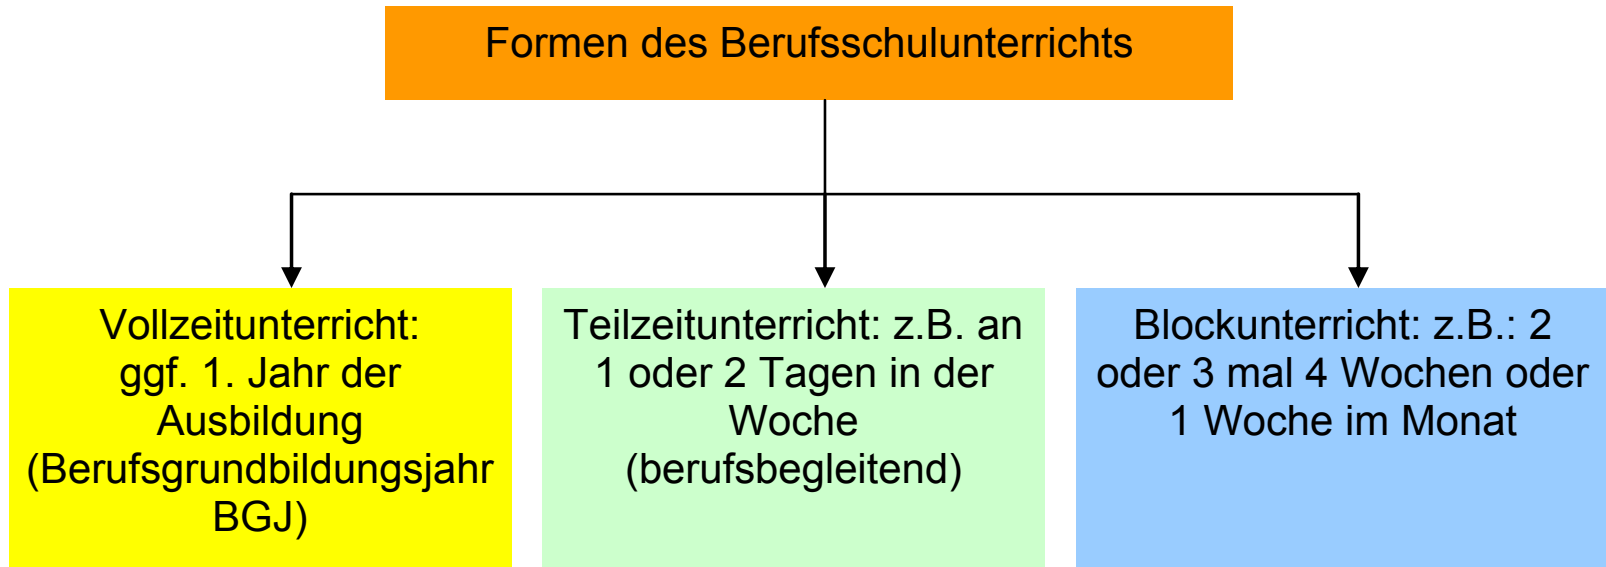 Formen des Berufsschulunterrichts
Vollzeitunterricht:
ggf. 1. Jahr der
Ausbildung
(Berufsgrundbildungsjahr
BGJ)
Teilzeitunterricht: z.B. an
1 oder 2 Tagen in der
Woche
(berufsbegleitend)
Blockunterricht: z.B.: 2
oder 3 mal 4 Wochen oder
1 Woche im Monat